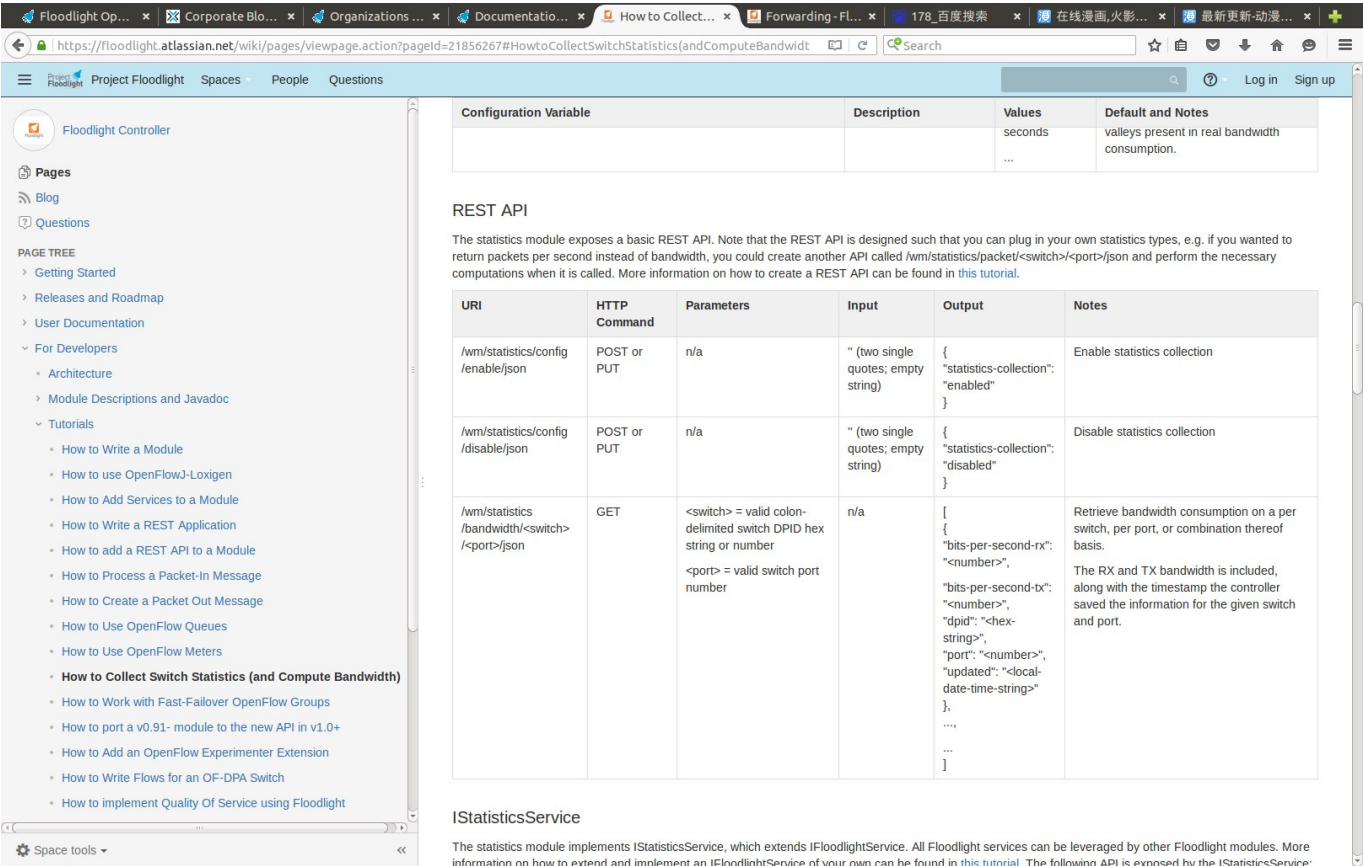 Floodlight Op...
Corporate Blo...
Organizations ...
Documentatio...
How to Collect...
Forwarding - Fl...
178_百度搜索
在线漫画,火影...
最新更新-动漫...
https://floodlight.atlassian.net/wiki/pages/viewpage.action?pageId=21856267#HowtoCollectSwitchStatistics(andComputeBandwidt
Search
Project Floodlight
Project Floodlight
Spaces
People
Questions
Log in
Sign up
Floodlight Controller
Pages
Blog
Questions
PAGE TREE
Getting Started
Releases and Roadmap
User Documentation
For Developers
Architecture
Module Descriptions and Javadoc
Tutorials
How to Write a Module
How to use OpenFlowJ-Loxigen
How to Add Services to a Module
How to Write a REST Application
How to add a REST API to a Module
How to Process a Packet-In Message
How to Create a Packet Out Message
How to Use OpenFlow Queues
How to Use OpenFlow Meters
How to Collect Switch Statistics (and Compute Bandwidth)
How to Work with Fast-Failover OpenFlow Groups
How to port a v0.91- module to the new API in v1.0+
How to Add an OpenFlow Experimenter Extension
How to Write Flows for an OF-DPA Switch
How to implement Quality Of Service using Floodlight
Space tools
Configuration Variable
Description
Values
Default and Notes
seconds
...
valleys present in real bandwidth
consumption.
REST API
The statistics module exposes a basic REST API. Note that the REST API is designed such that you can plug in your own statistics types, e.g. if you wanted to
return packets per second instead of bandwidth, you could create another API called /wm/statistics/packet/<switch>/<port>/json and perform the necessary
computations when it is called. More information on how to create a REST API can be found in this tutorial.
URI
HTTP
Command
Parameters
Input
Output
Notes
/wm/statistics/config
/enable/json
POST or
PUT
n/a
'' (two single
quotes; empty
string)
{
"statistics-collection":
"enabled"
}
Enable statistics collection
/wm/statistics/config
/disable/json
POST or
PUT
n/a
'' (two single
quotes; empty
string)
{
"statistics-collection":
"disabled"
}
Disable statistics collection
/wm/statistics
/bandwidth/<switch>
/<port>/json
GET
<switch> = valid colon-
delimited switch DPID hex
string or number
<port> = valid switch port
number
n/a
[
{
"bits-per-second-rx":
"<number>",
"bits-per-second-tx":
"<number>",
"dpid": "<hex-
string>",
"port": "<number>",
"updated": "<local-
date-time-string>"
},
...,
...
]
Retrieve bandwidth consumption on a per
switch, per port, or combination thereof
basis.
The RX and TX bandwidth is included,
along with the timestamp the controller
saved the information for the given switch
and port.
IStatisticsService
The statistics module implements IStatisticsService, which extends IFloodlightService. All Floodlight services can be leveraged by other Floodlight modules. More
information on how to extend and implement an IFloodlightService of your own can be found in this tutorial. The following API is exposed by the IStatisticsService: